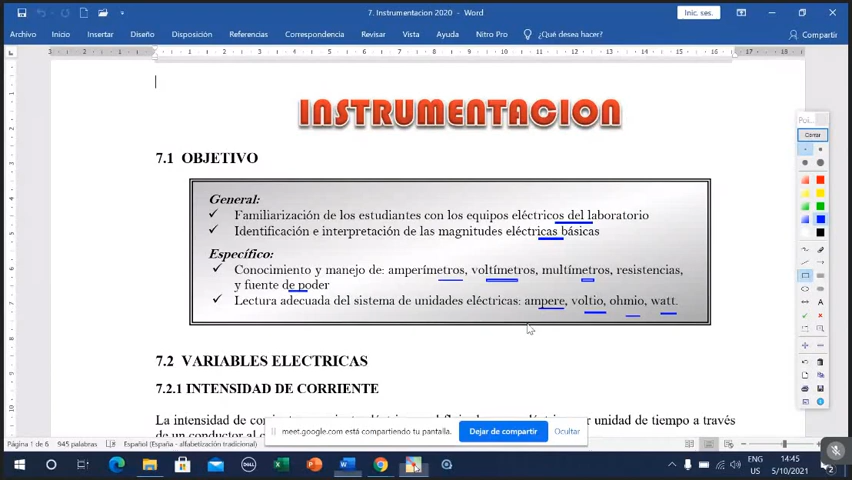 7. Instrumentacion 2020 - Word
Inic. ses.
Archivo Inicio Insertar Diseño Disposición Referencias Correspondencia Revisar Vista Ayuda Nitro Pro ¿Qué desea hacer? Compartir
INSTRUMENTACION
7.1 OBJETIVO
General:
✓ Familiarización de los estudiantes con los equipos eléctricos del laboratorio
✓ Identificación e interpretación de las magnitudes eléctricas básicas
Específico:
✓ Conocimiento y manejo de: amperímetros, voltímetros, multímetros, resistencias,
y fuente de poder
✓ Lectura adecuada del sistema de unidades eléctricas: ampere, voltio, ohmio, watt.
7.2 VARIABLES ELECTRICAS
7.2.1 INTENSIDAD DE CORRIENTE
La intensidad de unidad de tiempo a través
de un conductor al
meet.google.com está compartiendo tu pantalla. Dejar de compartir Ocultar
Página 1 de 6 945 palabras Español (España - alfabetización tradicional)
ENG
US
14:45
5/10/2021